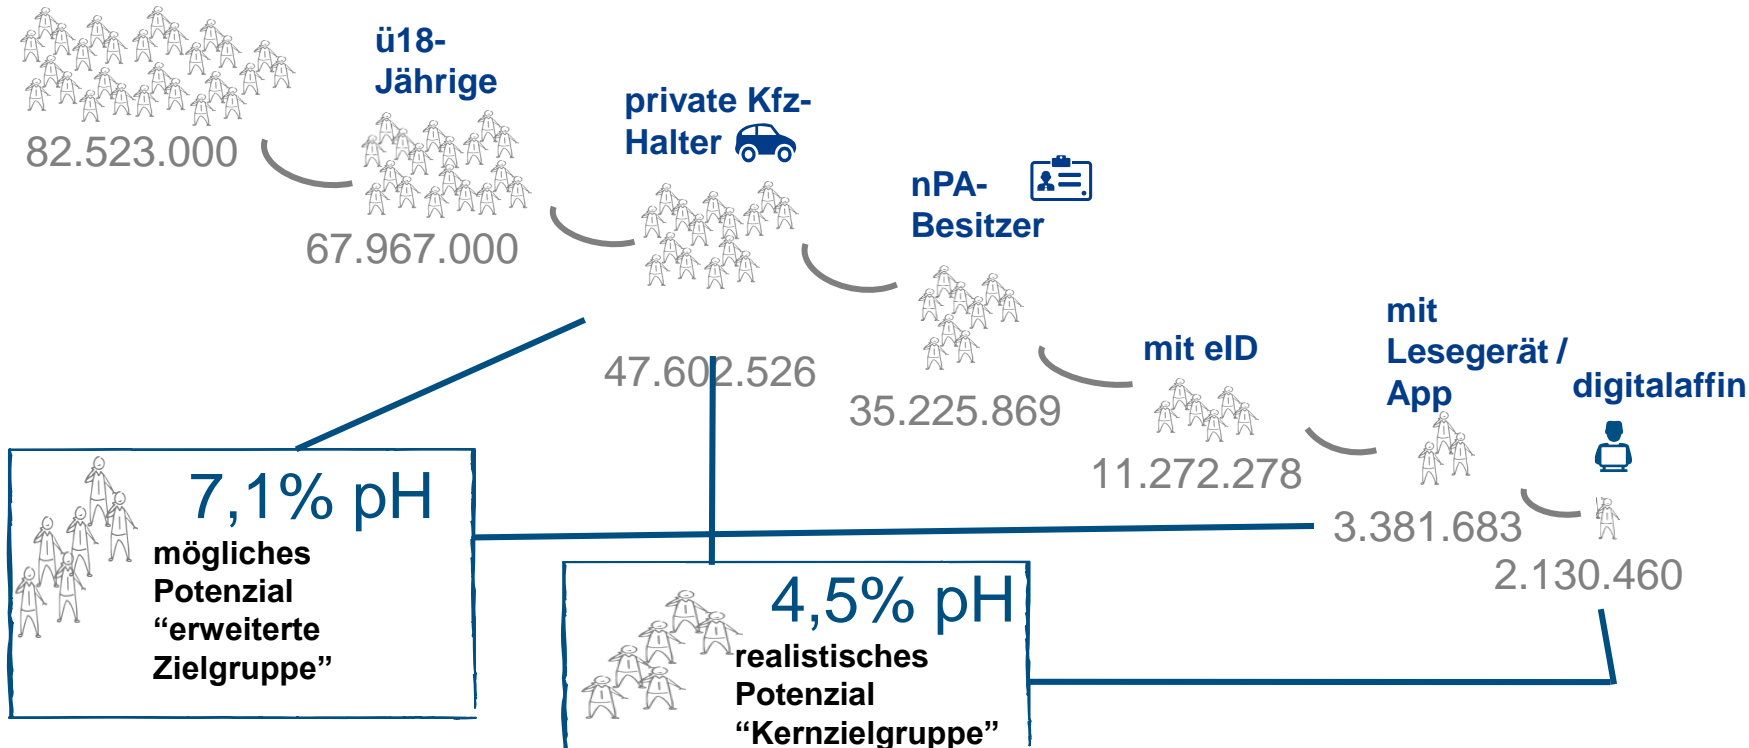 82.523.000
ü18-
Jährige
67.967.000
private Kfz-
Halter
47.602.526
nPA-
Besitzer
35.225.869
mit eID
11.272.278
mit
Lesegerät /
App
3.381.683
digitalaffin
2.130.460
7,1% pH
mögliches
Potenzial
“erweiterte
Zielgruppe”
4,5% pH
realistisches
Potenzial
“Kernzielgruppe”